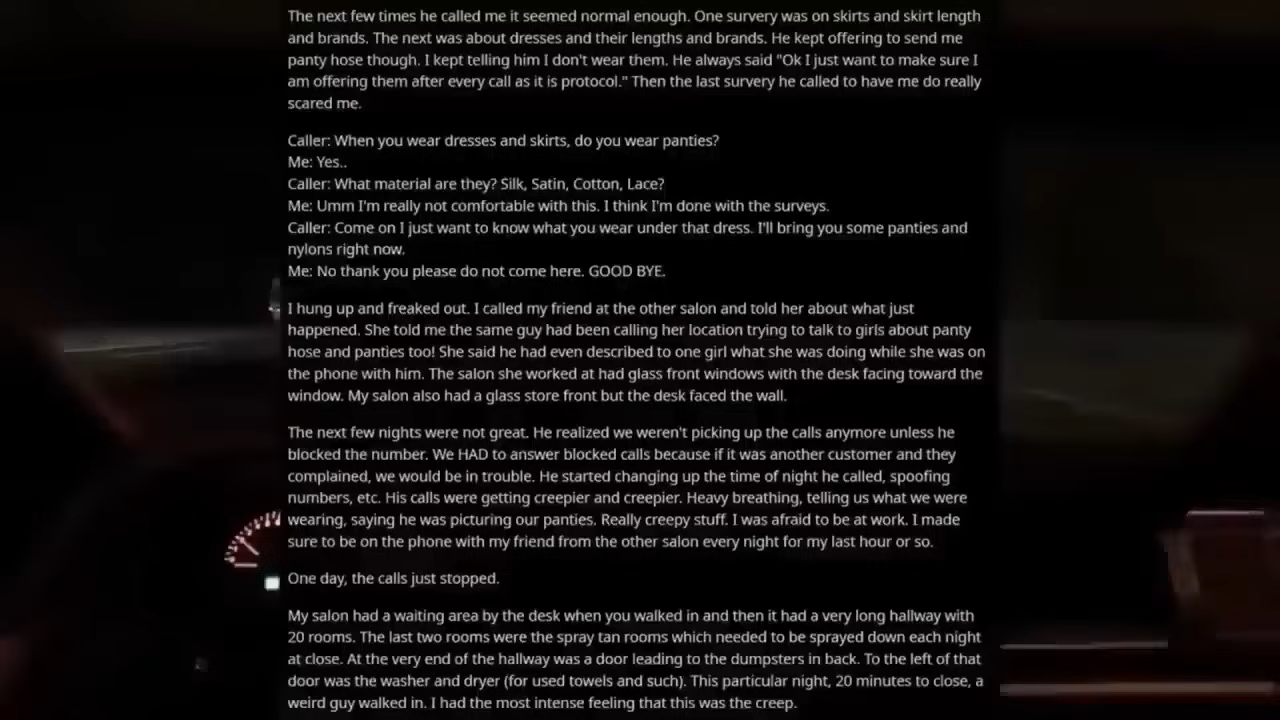 The next few times he called me it seemed normal enough. One survery was on skirts and skirt length
and brands. The next was about dresses and their lengths and brands. He kept offering to send me
panty hose though. I kept telling him I don't wear them. He always said "Ok I just want to make sure I
am offering them after every call as it is protocol." Then the last survery he called to have me do really
scared me.
Caller: When you wear dresses and skirts, do you wear panties?
Me: Yes..
Caller: What material are they? Silk, Satin, Cotton, Lace?
Me: Umm I'm really not comfortable with this. I think I'm done with the surveys.
Caller: Come on I just want to know what you wear under that dress. I'll bring you some panties and
nylons right now.
Me: No thank you please do not come here. GOOD BYE.
I hung up and freaked out. I called my friend at the other salon and told her about what just
happened. She told me the same guy had been calling her location trying to talk to girls about panty
hose and panties too! She said he had even described to one girl what she was doing while she was on
the phone with him. The salon she worked at had glass front windows with the desk facing toward the
window. My salon also had a glass store front but the desk faced the wall.
The next few nights were not great. He realized we weren't picking up the calls anymore unless he
blocked the number. We HAD to answer blocked calls because if it was another customer and they
complained, we would be in trouble. He started changing up the time of night he called, spoofing
numbers, etc. His calls were getting creepier and creepier. Heavy breathing, telling us what we were
wearing, saying he was picturing our panties. Really creepy stuff. I was afraid to be at work. I made
sure to be on the phone with my friend from the other salon every night for my last hour or so.
One day, the calls just stopped.
My salon had a waiting area by the desk when you walked in and then it had a very long hallway with
20 rooms. The last two rooms were the spray tan rooms which needed to be sprayed down each night
at close. At the very end of the hallway was a door leading to the dumpsters in back. To the left of that
door was the washer and dryer (for used towels and such). This particular night, 20 minutes to close, a
weird guy walked in. I had the most intense feeling that this was the creep.